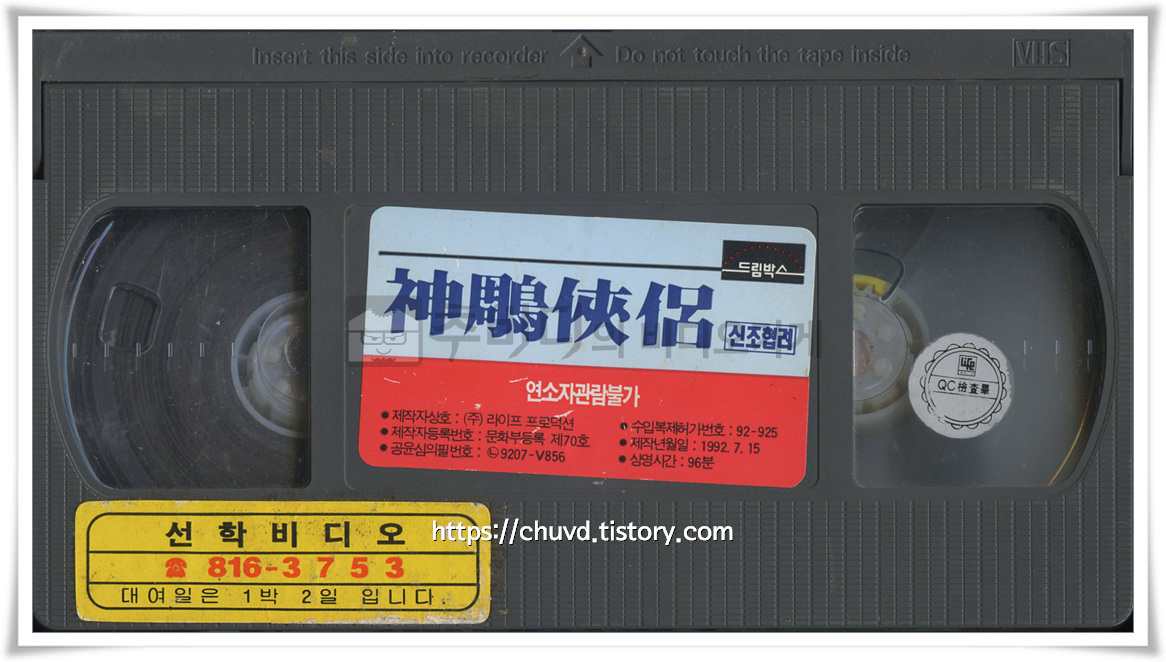 Insert this side into recorder Do not touch the tape inside VHS
드림박스
神鵰俠侶 신조협려
연소자관람불가
● 제작자상호 : (주) 라이프 프로덕션
● 제작자등록번호 : 문화부등록 제70호
● 공윤심의필번호 : ㉡9207-V856
● 수입복제허가번호 : 92-925
● 제작년월일 : 1992. 7. 15
● 상영시간 : 96분
Life
QC 檢査畢
선학비디오
☎ 816-3753
대여일은 1박 2일 입니다.
https://chuvd.tistory.com